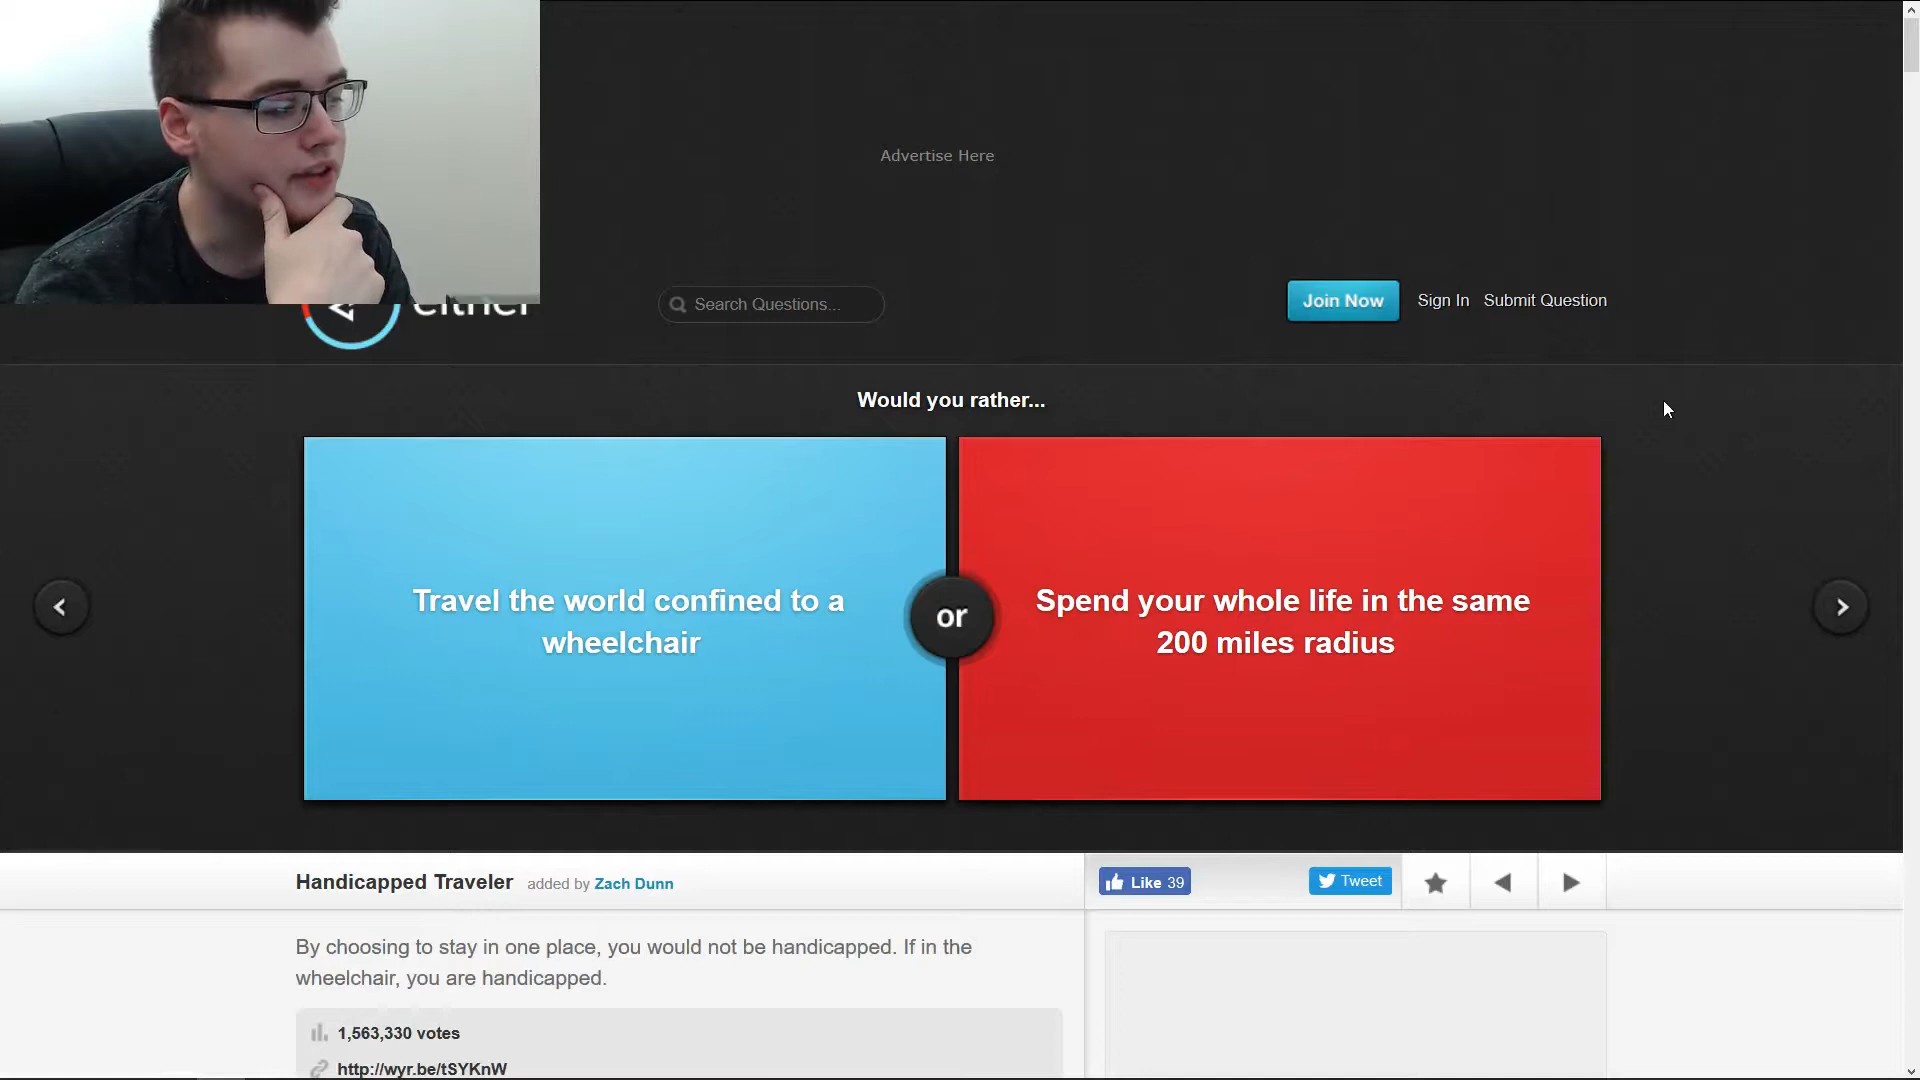 Advertise Here
either
Search Questions...
Join Now
Sign In
Submit Question
Would you rather...
Travel the world confined to a
wheelchair
or
Spend your whole life in the same
200 miles radius
Handicapped Traveler added by Zach Dunn
Like 39
Tweet
By choosing to stay in one place, you would not be handicapped. If in the
wheelchair, you are handicapped.
1,563,330 votes
http://wyr.be/tSYKnW